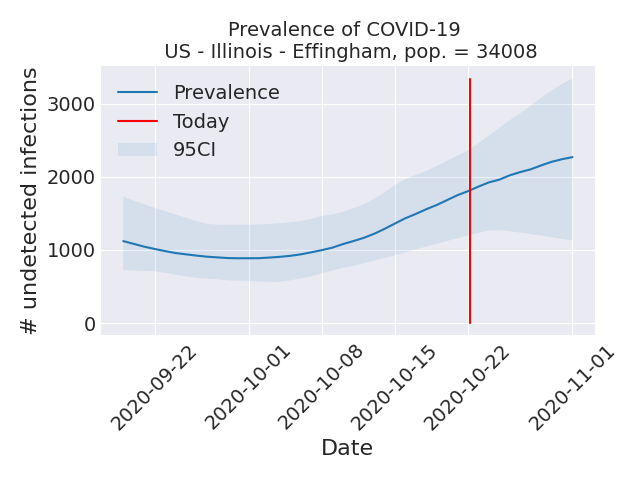 Prevalence of COVID-19
US - Illinois - Effingham, pop. = 34008
# undetected infections
3000
2000
1000
0
Prevalence
Today
95CI
2020-09-22
2020-10-01
2020-10-08
2020-10-15
2020-10-22
2020-11-01
Date